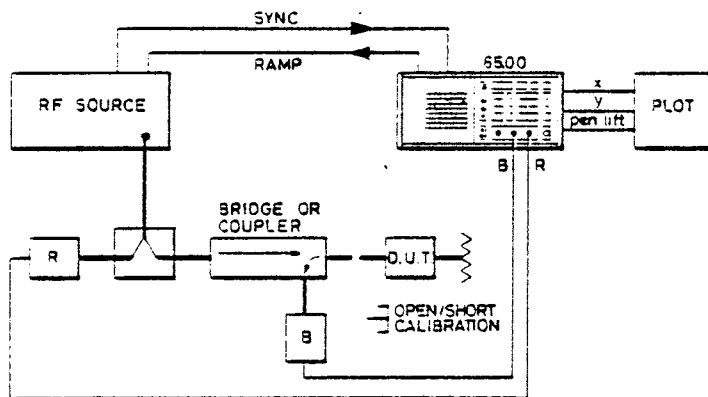 SYNC
RAMP
6500
RF SOURCE
x
y
pen lift
PLOT
B R
BRIDGE OR
COUPLER
R
D.U.T
B
OPEN/SHORT
CALIBRATION